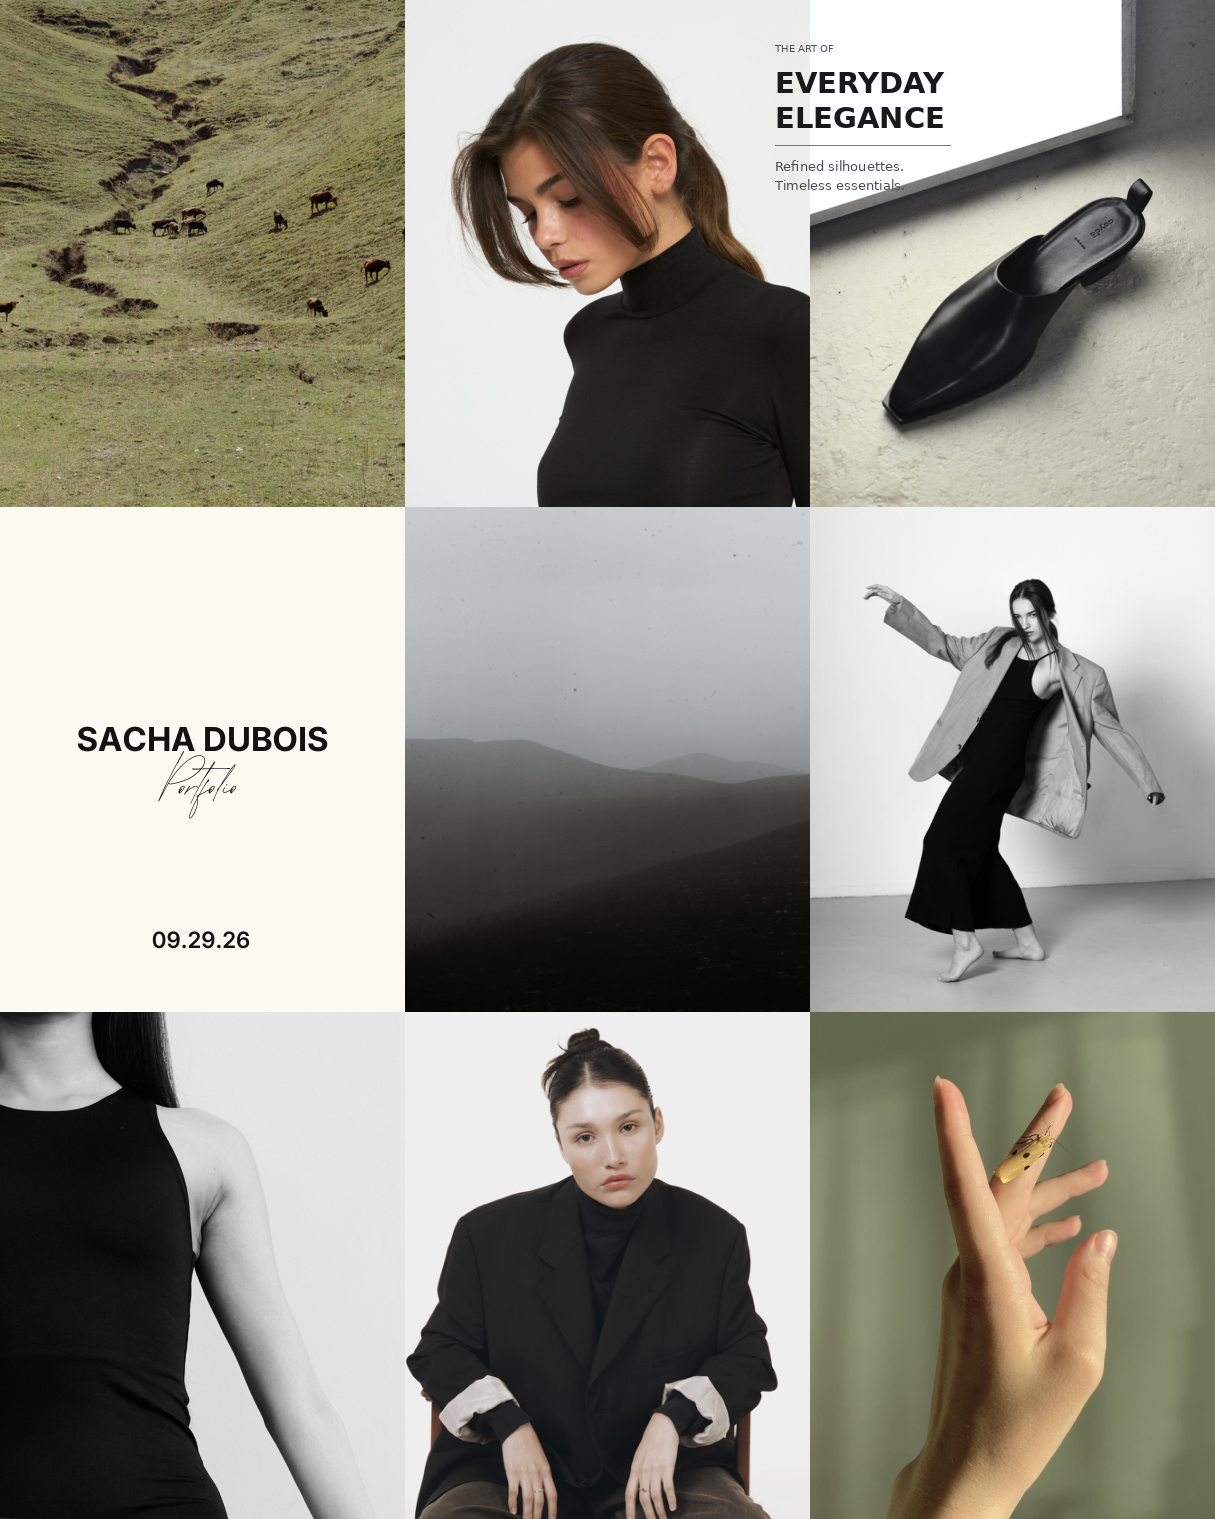 THE ART OF
EVERYDAY
ELEGANCE
Refined silhouettes.
Timeless essentials.
SACHA DUBOIS
Portfolio
09.29.26